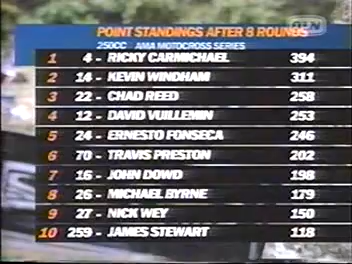 POINT STANDINGS AFTER 8 ROUNDS
250CC AMA MOTOCROSS SERIES
1 4 - RICKY CARMICHAEL 394
2 14 - KEVIN WINDHAM 311
3 22 - CHAD REED 258
4 12 - DAVID VUILLEMIN 253
5 24 - ERNESTO FONSECA 246
6 70 - TRAVIS PRESTON 202
7 16 - JOHN DOWD 198
8 26 - MICHAEL BYRNE 179
9 27 - NICK WEY 150
10 259 - JAMES STEWART 118